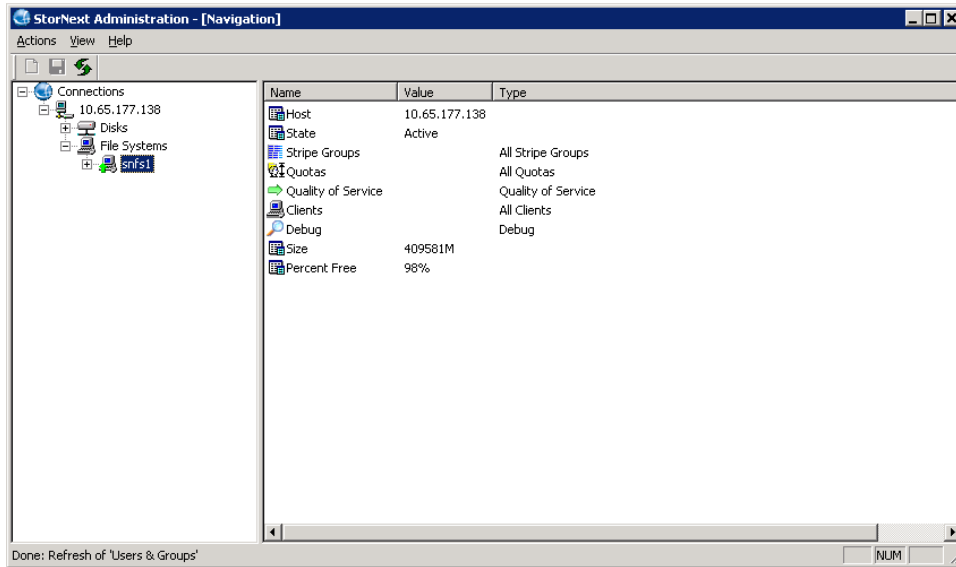 StorNext Administration - [Navigation]
Actions View Help
Connections
10.65.177.138
Disks
File Systems
snfs1
Name Value Type
Host 10.65.177.138
State Active
Stripe Groups All Stripe Groups
Quotas All Quotas
Quality of Service Quality of Service
Clients All Clients
Debug Debug
Size 409581M
Percent Free 98%
Done: Refresh of 'Users & Groups' NUM